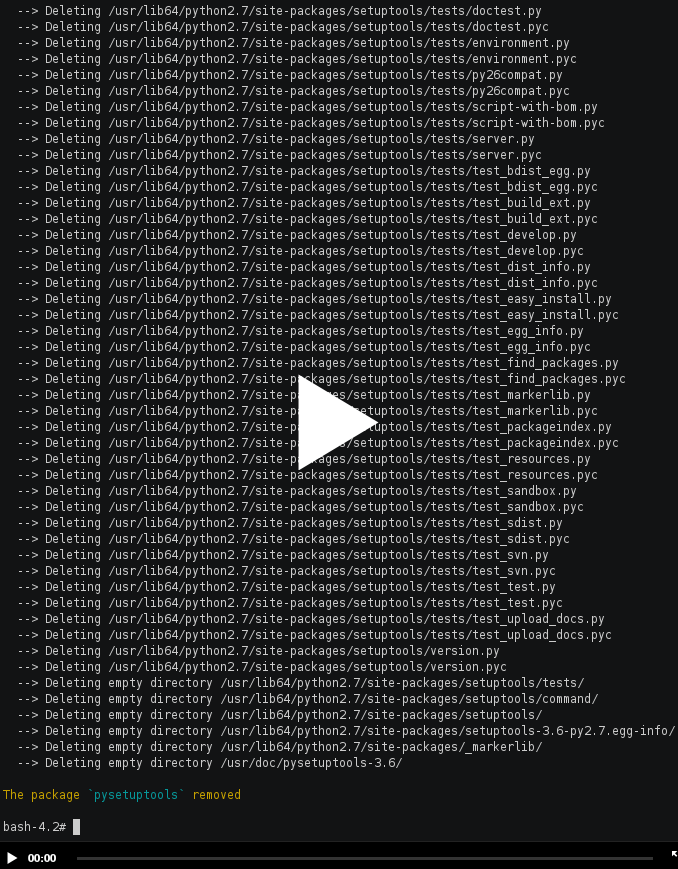 --> Deleting /usr/lib64/python2.7/site-packages/setuptools/tests/doctest.py
--> Deleting /usr/lib64/python2.7/site-packages/setuptools/tests/doctest.pyc
--> Deleting /usr/lib64/python2.7/site-packages/setuptools/tests/environment.py
--> Deleting /usr/lib64/python2.7/site-packages/setuptools/tests/environment.pyc
--> Deleting /usr/lib64/python2.7/site-packages/setuptools/tests/py26compat.py
--> Deleting /usr/lib64/python2.7/site-packages/setuptools/tests/py26compat.pyc
--> Deleting /usr/lib64/python2.7/site-packages/setuptools/tests/script-with-bom.py
--> Deleting /usr/lib64/python2.7/site-packages/setuptools/tests/script-with-bom.pyc
--> Deleting /usr/lib64/python2.7/site-packages/setuptools/tests/server.py
--> Deleting /usr/lib64/python2.7/site-packages/setuptools/tests/server.pyc
--> Deleting /usr/lib64/python2.7/site-packages/setuptools/tests/test_bdist_egg.py
--> Deleting /usr/lib64/python2.7/site-packages/setuptools/tests/test_bdist_egg.pyc
--> Deleting /usr/lib64/python2.7/site-packages/setuptools/tests/test_build_ext.py
--> Deleting /usr/lib64/python2.7/site-packages/setuptools/tests/test_build_ext.pyc
--> Deleting /usr/lib64/python2.7/site-packages/setuptools/tests/test_develop.py
--> Deleting /usr/lib64/python2.7/site-packages/setuptools/tests/test_develop.pyc
--> Deleting /usr/lib64/python2.7/site-packages/setuptools/tests/test_dist_info.py
--> Deleting /usr/lib64/python2.7/site-packages/setuptools/tests/test_dist_info.pyc
--> Deleting /usr/lib64/python2.7/site-packages/setuptools/tests/test_easy_install.py
--> Deleting /usr/lib64/python2.7/site-packages/setuptools/tests/test_easy_install.pyc
--> Deleting /usr/lib64/python2.7/site-packages/setuptools/tests/test_egg_info.py
--> Deleting /usr/lib64/python2.7/site-packages/setuptools/tests/test_egg_info.pyc
--> Deleting /usr/lib64/python2.7/site-packages/setuptools/tests/test_find_packages.py
--> Deleting /usr/lib64/python2.7/site-packages/setuptools/tests/test_find_packages.pyc
--> Deleting /usr/lib64/python2.7/site-packages/setuptools/tests/test_markerlib.py
--> Deleting /usr/lib64/python2.7/site-packages/setuptools/tests/test_markerlib.pyc
--> Deleting /usr/lib64/python2.7/site-packages/setuptools/tests/test_packageindex.py
--> Deleting /usr/lib64/python2.7/site-packages/setuptools/tests/test_packageindex.pyc
--> Deleting /usr/lib64/python2.7/site-packages/setuptools/tests/test_resources.py
--> Deleting /usr/lib64/python2.7/site-packages/setuptools/tests/test_resources.pyc
--> Deleting /usr/lib64/python2.7/site-packages/setuptools/tests/test_sandbox.py
--> Deleting /usr/lib64/python2.7/site-packages/setuptools/tests/test_sandbox.pyc
--> Deleting /usr/lib64/python2.7/site-packages/setuptools/tests/test_sdist.py
--> Deleting /usr/lib64/python2.7/site-packages/setuptools/tests/test_sdist.pyc
--> Deleting /usr/lib64/python2.7/site-packages/setuptools/tests/test_svn.py
--> Deleting /usr/lib64/python2.7/site-packages/setuptools/tests/test_svn.pyc
--> Deleting /usr/lib64/python2.7/site-packages/setuptools/tests/test_test.py
--> Deleting /usr/lib64/python2.7/site-packages/setuptools/tests/test_test.pyc
--> Deleting /usr/lib64/python2.7/site-packages/setuptools/tests/test_upload_docs.py
--> Deleting /usr/lib64/python2.7/site-packages/setuptools/tests/test_upload_docs.pyc
--> Deleting /usr/lib64/python2.7/site-packages/setuptools/version.py
--> Deleting /usr/lib64/python2.7/site-packages/setuptools/version.pyc
--> Deleting empty directory /usr/lib64/python2.7/site-packages/setuptools/tests/
--> Deleting empty directory /usr/lib64/python2.7/site-packages/setuptools/command/
--> Deleting empty directory /usr/lib64/python2.7/site-packages/setuptools/
--> Deleting empty directory /usr/lib64/python2.7/site-packages/setuptools-3.6-py2.7.egg-info/
--> Deleting empty directory /usr/lib64/python2.7/site-packages/_markerlib/
--> Deleting empty directory /usr/doc/pysetuptools-3.6/
The package `pysetuptools` removed
bash-4.2#
00:00